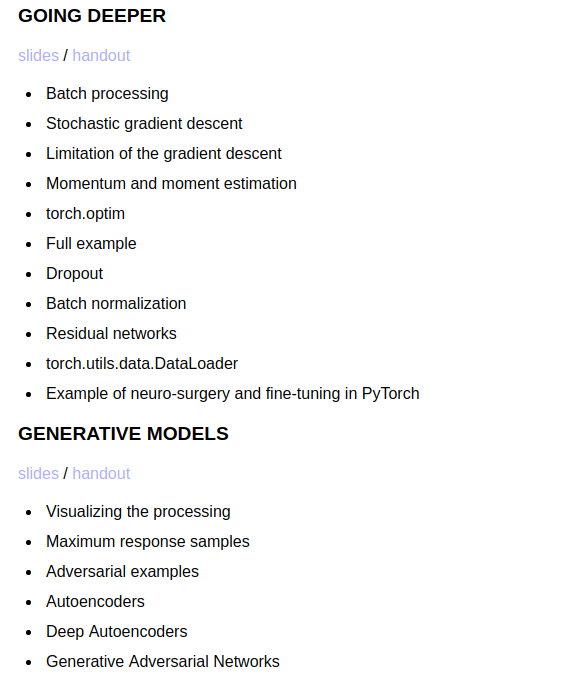 GOING DEEPER
slides / handout
Batch processing
Stochastic gradient descent
Limitation of the gradient descent
Momentum and moment estimation
torch.optim
Full example
Dropout
Batch normalization
Residual networks
torch.utils.data.DataLoader
Example of neuro-surgery and fine-tuning in PyTorch
GENERATIVE MODELS
slides / handout
Visualizing the processing
Maximum response samples
Adversarial examples
Autoencoders
Deep Autoencoders
Generative Adversarial Networks